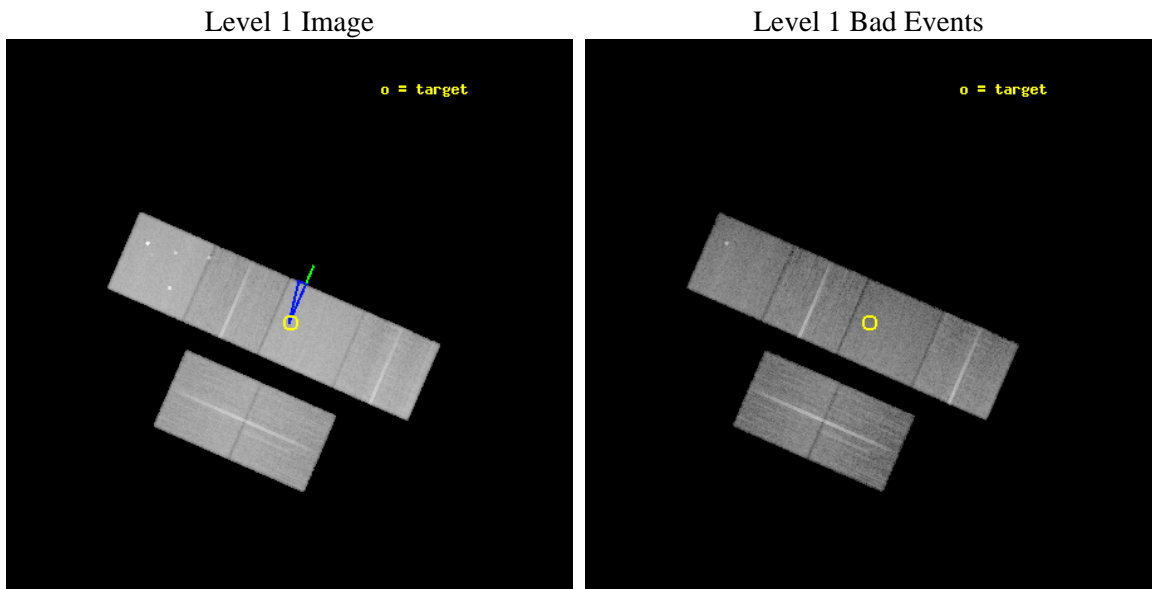 Level 1 Image
Level 1 Bad Events
o = target
o = target